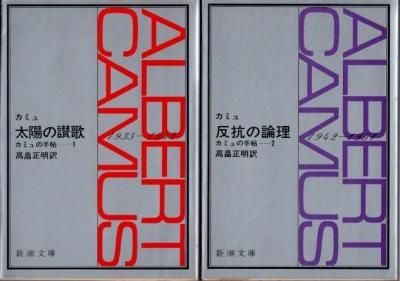 ALBERT
CAMUS
カミュ
太陽の讃歌
カミュの手帖—1
高畠正明訳
新潮文庫
ALBERT
CAMUS
カミュ
反抗の論理
カミュの手帖—2
高畠正明訳
新潮文庫